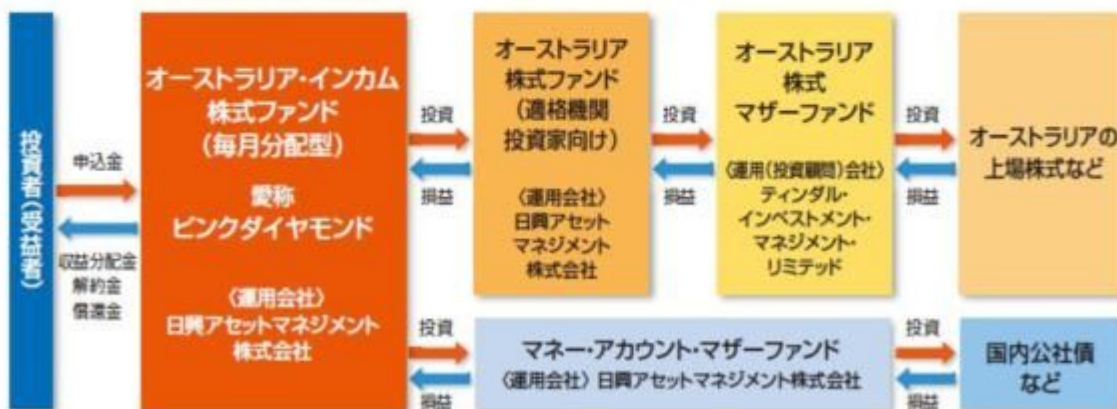 投資者(受益者)
申込金
収益分配金
解約金
償還金
オーストラリア・インカム
株式ファンド
(毎月分配型)
愛称
ピンクダイヤモンド
〈運用会社〉
日興アセットマネジメント
株式会社
投資
損益
オーストラリア
株式ファンド
(適格機関
投資家向け)
〈運用会社〉
日興アセット
マネジメント
株式会社
投資
損益
オーストラリア
株式
マザーファンド
〈運用(投資顧問)会社〉
ティンダル・
インベストメント・
マネジメント・
リミテッド
投資
損益
オーストラリアの
上場株式など
投資
損益
マネー・アカウント・マザーファンド
〈運用会社〉日興アセットマネジメント株式会社
投資
損益
国内公社債
など